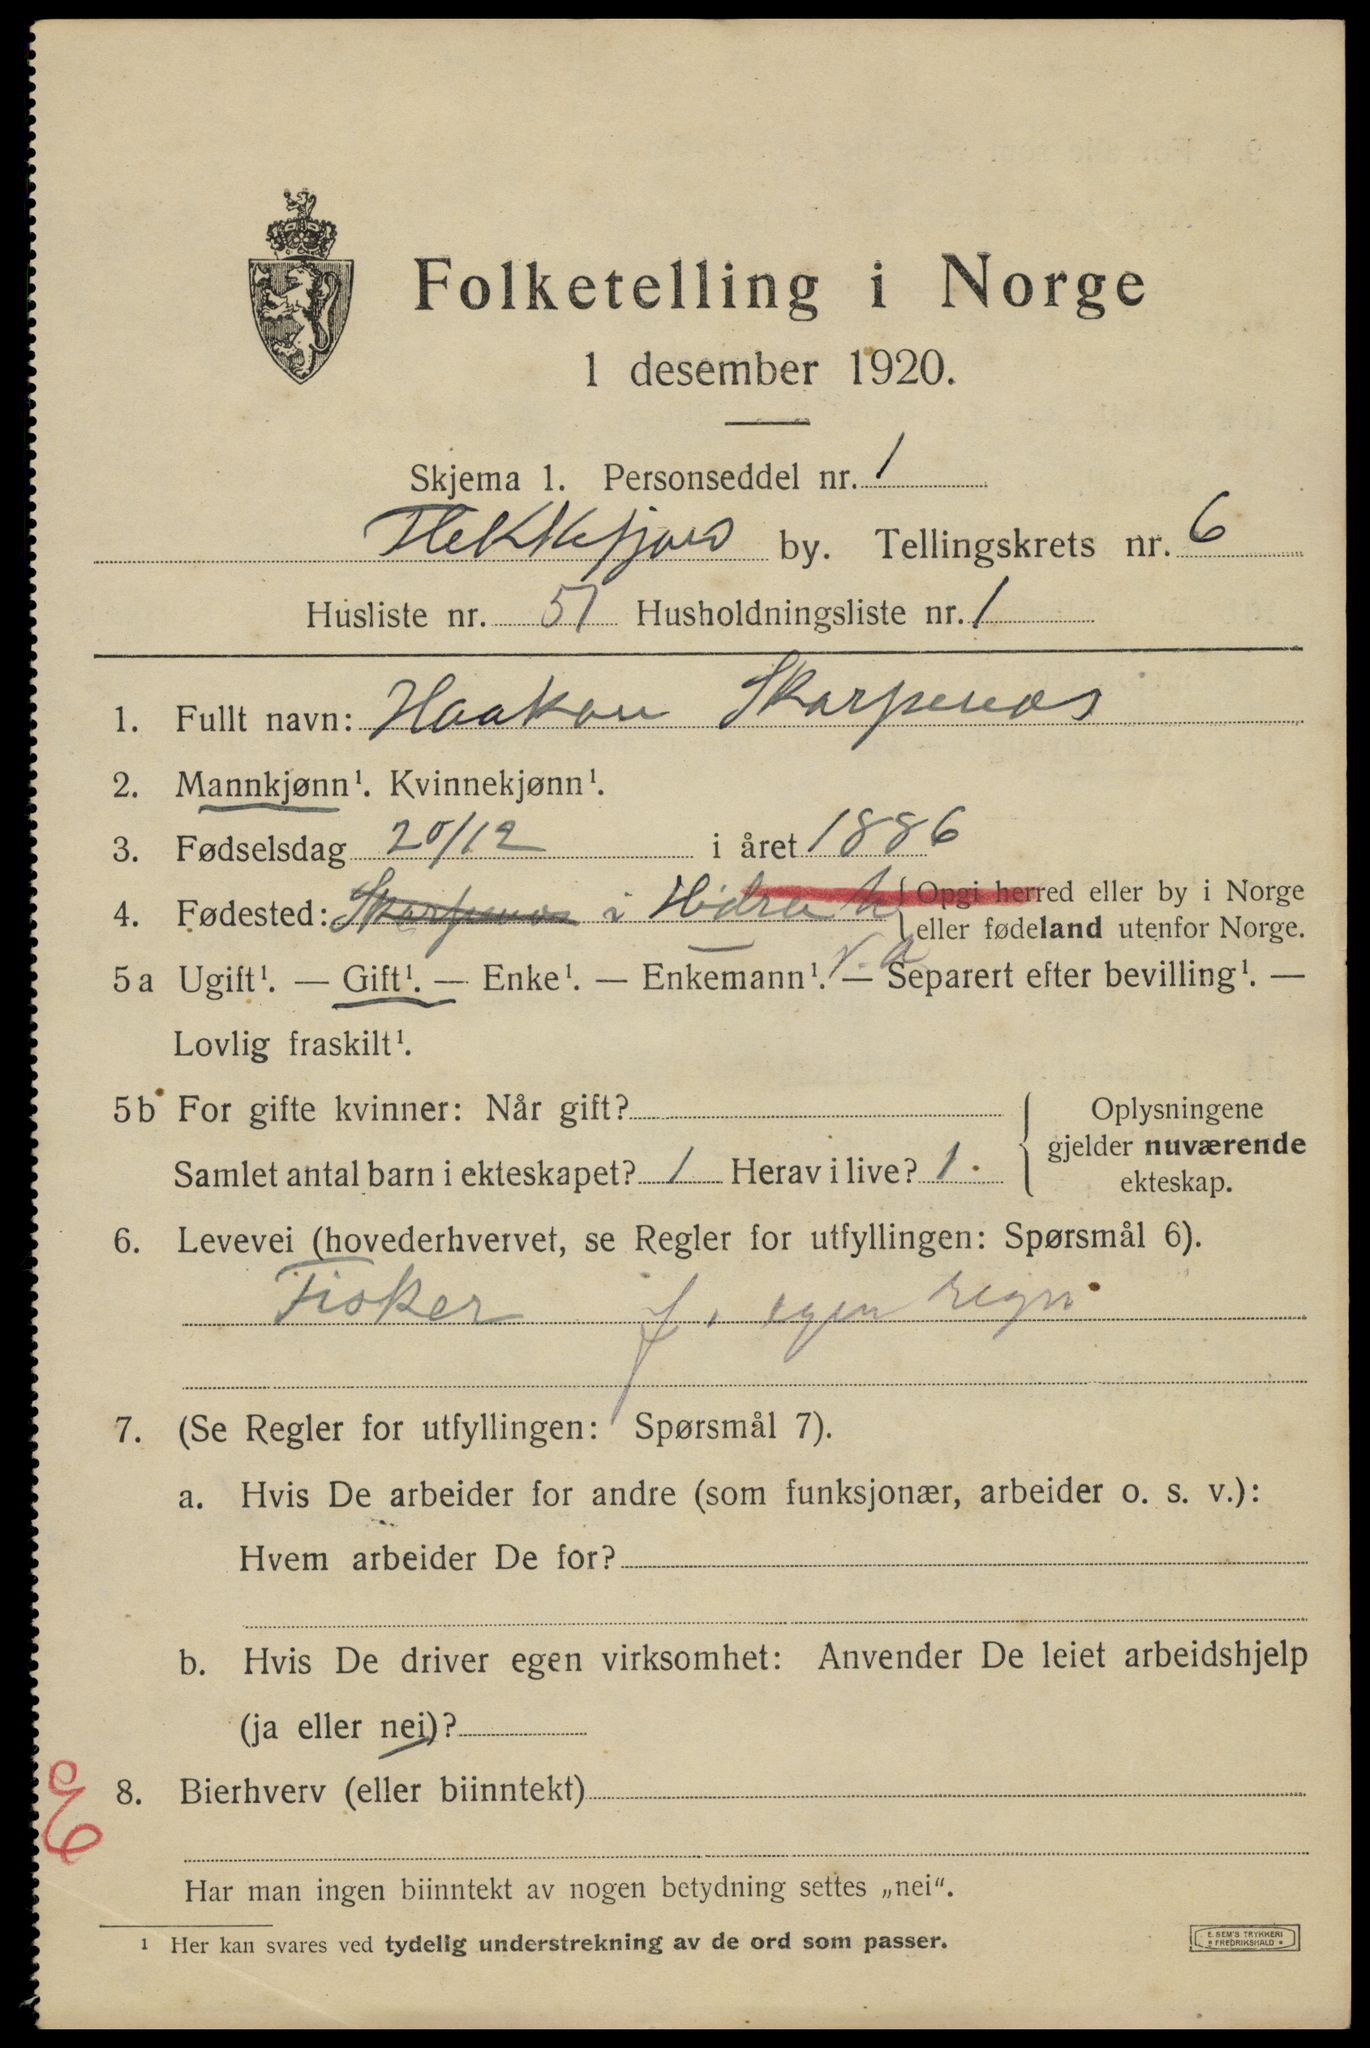 Folketelling i Norge
1 desember 1920.
Skjema 1. Personseddel nr. 1
Flekkefjord by. Tellingskrets nr. 6
Husliste nr. 51 Husholdningsliste nr. 1
1. Fullt navn: Haakon Skarpenes
2. Mannkjønn¹. Kvinnekjønn¹.
3. Fødselsdag 20/12 i året 1886
4. Fødested: Skarpenes i Hidra h { Opgi herred eller by i Norge
eller fødeland utenfor Norge.
V. A
5a Ugift¹. — Gift¹. — Enke¹. — Enkemann¹. — Separert efter bevilling¹. —
Lovlig fraskilt¹.
5b For gifte kvinner: Når gift?
Samlet antal barn i ekteskapet? 1 Herav i live? 1.
Oplysningene
gjelder nuværende
ekteskap.
6. Levevei (hovederhvervet, se Regler for utfyllingen: Spørsmål 6).
Fisker f. egen regn
7. (Se Regler for utfyllingen: Spørsmål 7).
a. Hvis De arbeider for andre (som funksjonær, arbeider o. s. v.):
Hvem arbeider De for?
b. Hvis De driver egen virksomhet: Anvender De leiet arbeidshjelp
(ja eller nei)?
8. Bierhverv (eller biinntekt)
Har man ingen biinntekt av nogen betydning settes „nei“.
¹ Her kan svares ved tydelig understrekning av de ord som passer.
E. SEM'S TRYKKERI
FREDRIKSHALD